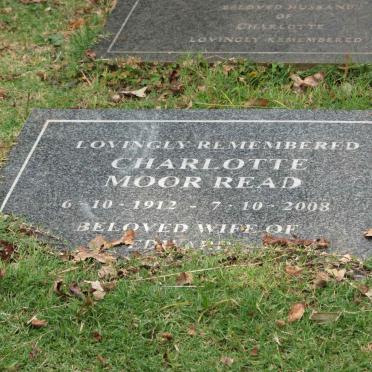 BELOVED HUSBAND
OF
CHARLOTTE
LOVINGLY REMEMBERED
LOVINGLY REMEMBERED
CHARLOTTE
MOOR READ
6-10-1912 - 7-10-2008
BELOVED WIFE OF
EDWARD